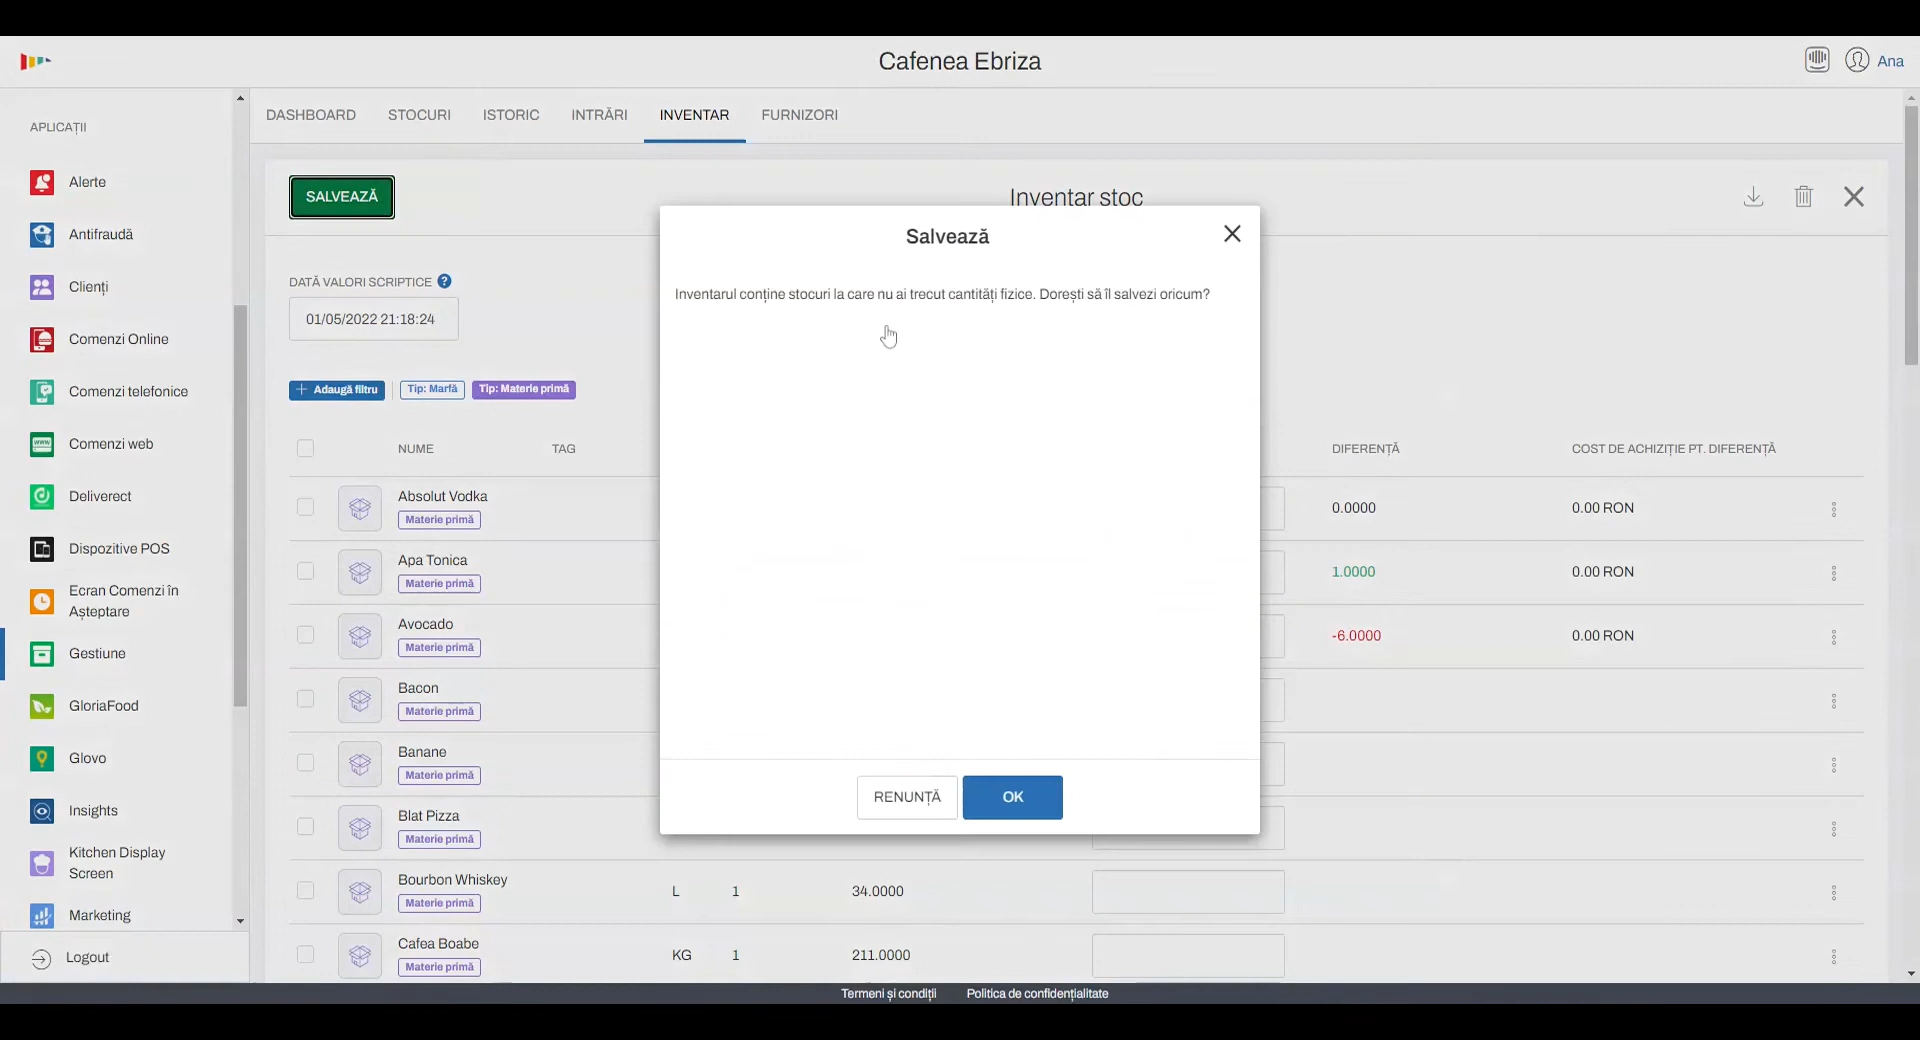 Cafenea Ebriza
Ana
APLICAȚII
Alerte
Antifraudă
Clienți
Comenzi Online
Comenzi telefonice
Comenzi web
Deliverect
Dispozitive POS
Ecran Comenzi în
Așteptare
Gestiune
GloriaFood
Glovo
Insights
Kitchen Display
Screen
Marketing
Logout
DASHBOARD STOCURI ISTORIC INTRĂRI INVENTAR FURNIZORI
SALVEAZĂ
Inventar stoc
DATĂ VALORI SCRIPTICE ?
01/05/2022 21:18:24
+ Adaugă filtru Tip: Marfă Tip: Materie primă
NUME TAG DIFERENȚĂ COST DE ACHIZIȚIE PT. DIFERENȚĂ
Absolut Vodka
Materie primă
0.0000 0.00 RON
Apa Tonica
Materie primă
1.0000 0.00 RON
Avocado
Materie primă
-6.0000 0.00 RON
Bacon
Materie primă
Banane
Materie primă
Blat Pizza
Materie primă
Bourbon Whiskey
Materie primă
L 1 34.0000
Cafea Boabe
Materie primă
KG 1 211.0000
Salvează
Inventarul conține stocuri la care nu ai trecut cantități fizice. Dorești să îl salvezi oricum?
RENUNȚĂ OK
Termeni și condiții Politica de confidențialitate